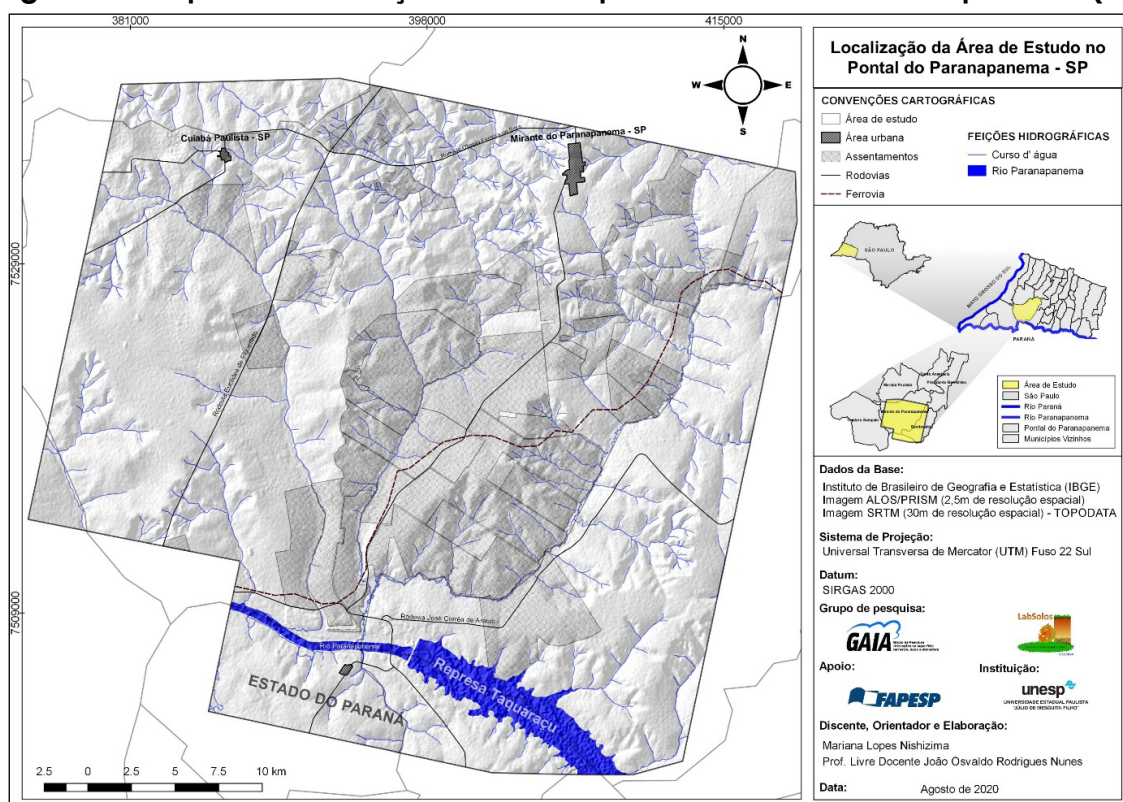 381000
398000
415000
7529000
7509000
N
W
E
S
Cuiabá Paulista - SP
Mirante do Paranapanema - SP
Rodovia Euclides de Figueiredo
Rodovia José Corrêa de Araújo
Rio Paranapanema
Represa Taquaraçu
ESTADO DO PARANÁ
2.5 0 2.5 5 7.5 10 km
Localização da Área de Estudo no
Pontal do Paranapanema - SP
CONVENÇÕES CARTOGRÁFICAS
Área de estudo
Área urbana
Assentamentos
Rodovias
Ferrovia
FEIÇÕES HIDROGRÁFICAS
Curso d' água
Rio Paranapanema
SÃO PAULO
MATO GROSSO DO SUL
PARANÁ
Mirante do Paranapanema
Área de Estudo
São Paulo
Rio Paraná
Rio Paranapanema
Pontal do Paranapanema
Municípios Vizinhos
Dados da Base:
Instituto de Brasileiro de Geografia e Estatística (IBGE)
Imagem ALOS/PRISM (2,5m de resolução espacial)
Imagem SRTM (30m de resolução espacial) - TOPODATA
Sistema de Projeção:
Universal Transversa de Mercator (UTM) Fuso 22 Sul
Datum:
SIRGAS 2000
Grupo de pesquisa:
GAIA
LabSolos
Apoio:
FAPESP
Instituição:
unesp
UNIVERSIDADE ESTADUAL PAULISTA
"JÚLIO DE MESQUITA FILHO"
Discente, Orientador e Elaboração:
Mariana Lopes Nishizima
Prof. Livre Docente João Osvaldo Rodrigues Nunes
Data:
Agosto de 2020